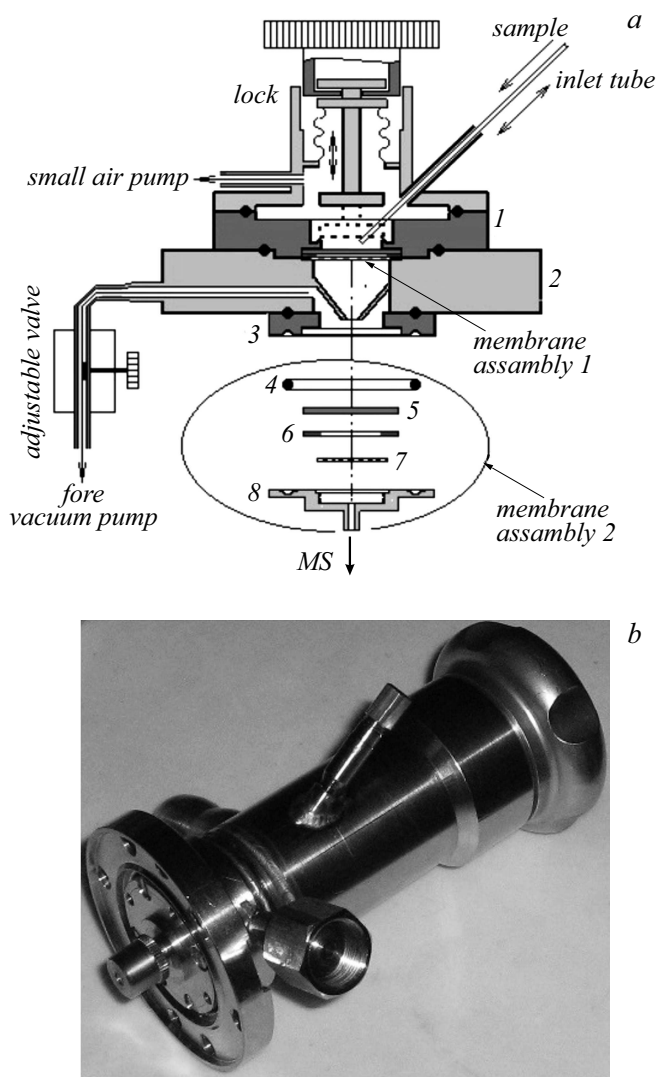 a
sample
inlet tube
lock
small air pump
1
2
adjustable valve
3
membrane
assambly 1
4
5
6
7
8
fore
vacuum pump
membrane
assambly 2
MS
b